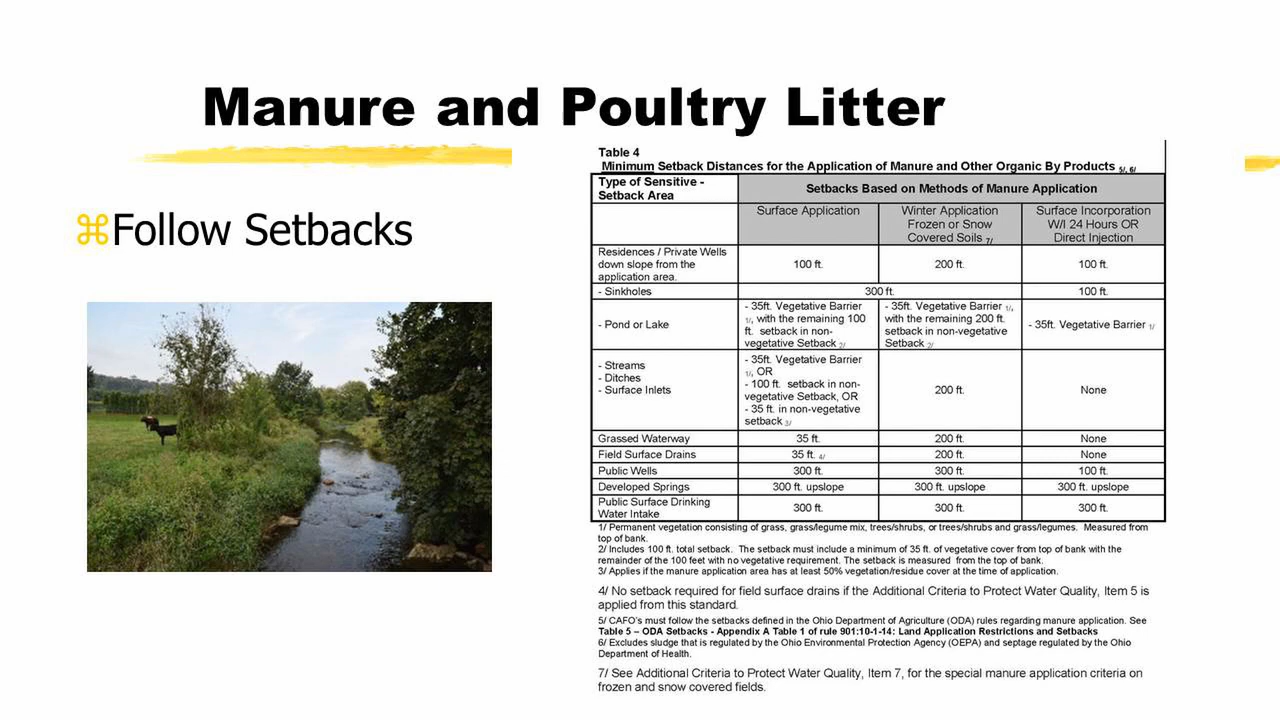 Manure and Poultry Litter
⌘Follow Setbacks
Table 4
Minimum Setback Distances for the Application of Manure and Other Organic By Products 5/, 6/
Type of Sensitive -
Setback Area
Setbacks Based on Methods of Manure Application
Surface Application
Winter Application
Frozen or Snow
Covered Soils 7/
Surface Incorporation
W/I 24 Hours OR
Direct Injection
Residences / Private Wells
down slope from the
application area.
100 ft.
200 ft.
100 ft.
- Sinkholes
300 ft.
100 ft.
- Pond or Lake
- 35ft. Vegetative Barrier
1/, with the remaining 100
ft. setback in non-
vegetative Setback 2/
- 35ft. Vegetative Barrier 1/,
with the remaining 200 ft.
setback in non-vegetative
Setback 2/
- 35ft. Vegetative Barrier 1/
- Streams
- Ditches
- Surface Inlets
- 35ft. Vegetative Barrier
1/, OR
- 100 ft. setback in non-
vegetative Setback, OR
- 35 ft. in non-vegetative
setback 3/
200 ft.
None
Grassed Waterway
35 ft.
200 ft.
None
Field Surface Drains
35 ft. 4/
200 ft.
None
Public Wells
300 ft.
300 ft.
100 ft.
Developed Springs
300 ft. upslope
300 ft. upslope
300 ft. upslope
Public Surface Drinking
Water Intake
300 ft.
300 ft.
300 ft.
1/ Permanent vegetation consisting of grass, grass/legume mix, trees/shrubs, or trees/shrubs and grass/legumes. Measured from
top of bank.
2/ Includes 100 ft. total setback. The setback must include a minimum of 35 ft. of vegetative cover from top of bank with the
remainder of the 100 feet with no vegetative requirement. The setback is measured from the top of bank.
3/ Applies if the manure application area has at least 50% vegetation/residue cover at the time of application.
4/ No setback required for field surface drains if the Additional Criteria to Protect Water Quality, Item 5 is
applied from this standard.
5/ CAFO's must follow the setbacks defined in the Ohio Department of Agriculture (ODA) rules regarding manure application. See
Table 5 – ODA Setbacks - Appendix A Table 1 of rule 901:10-1-14: Land Application Restrictions and Setbacks
6/ Excludes sludge that is regulated by the Ohio Environmental Protection Agency (OEPA) and septage regulated by the Ohio
Department of Health.
7/ See Additional Criteria to Protect Water Quality, Item 7, for the special manure application criteria on
frozen and snow covered fields.